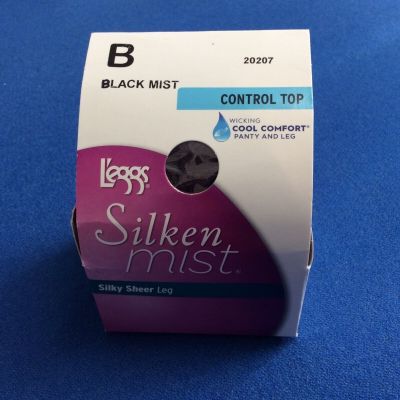 B
20207
BLACK MIST
CONTROL TOP
WICKING
COOL COMFORT®
PANTY AND LEG
L'eggs®
Silken
mist®
Silky Sheer Leg